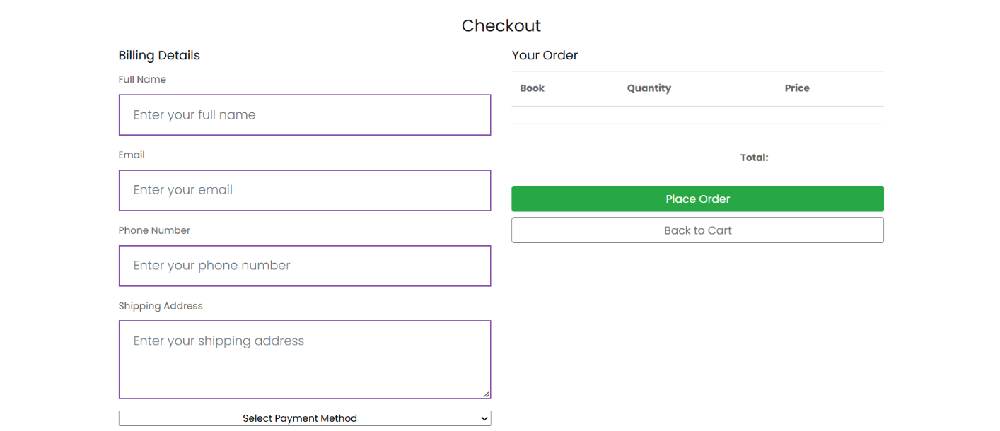 Checkout
Billing Details
Full Name
Enter your full name
Email
Enter your email
Phone Number
Enter your phone number
Shipping Address
Enter your shipping address
Select Payment Method
Your Order
Book Quantity Price
Total:
Place Order
Back to Cart